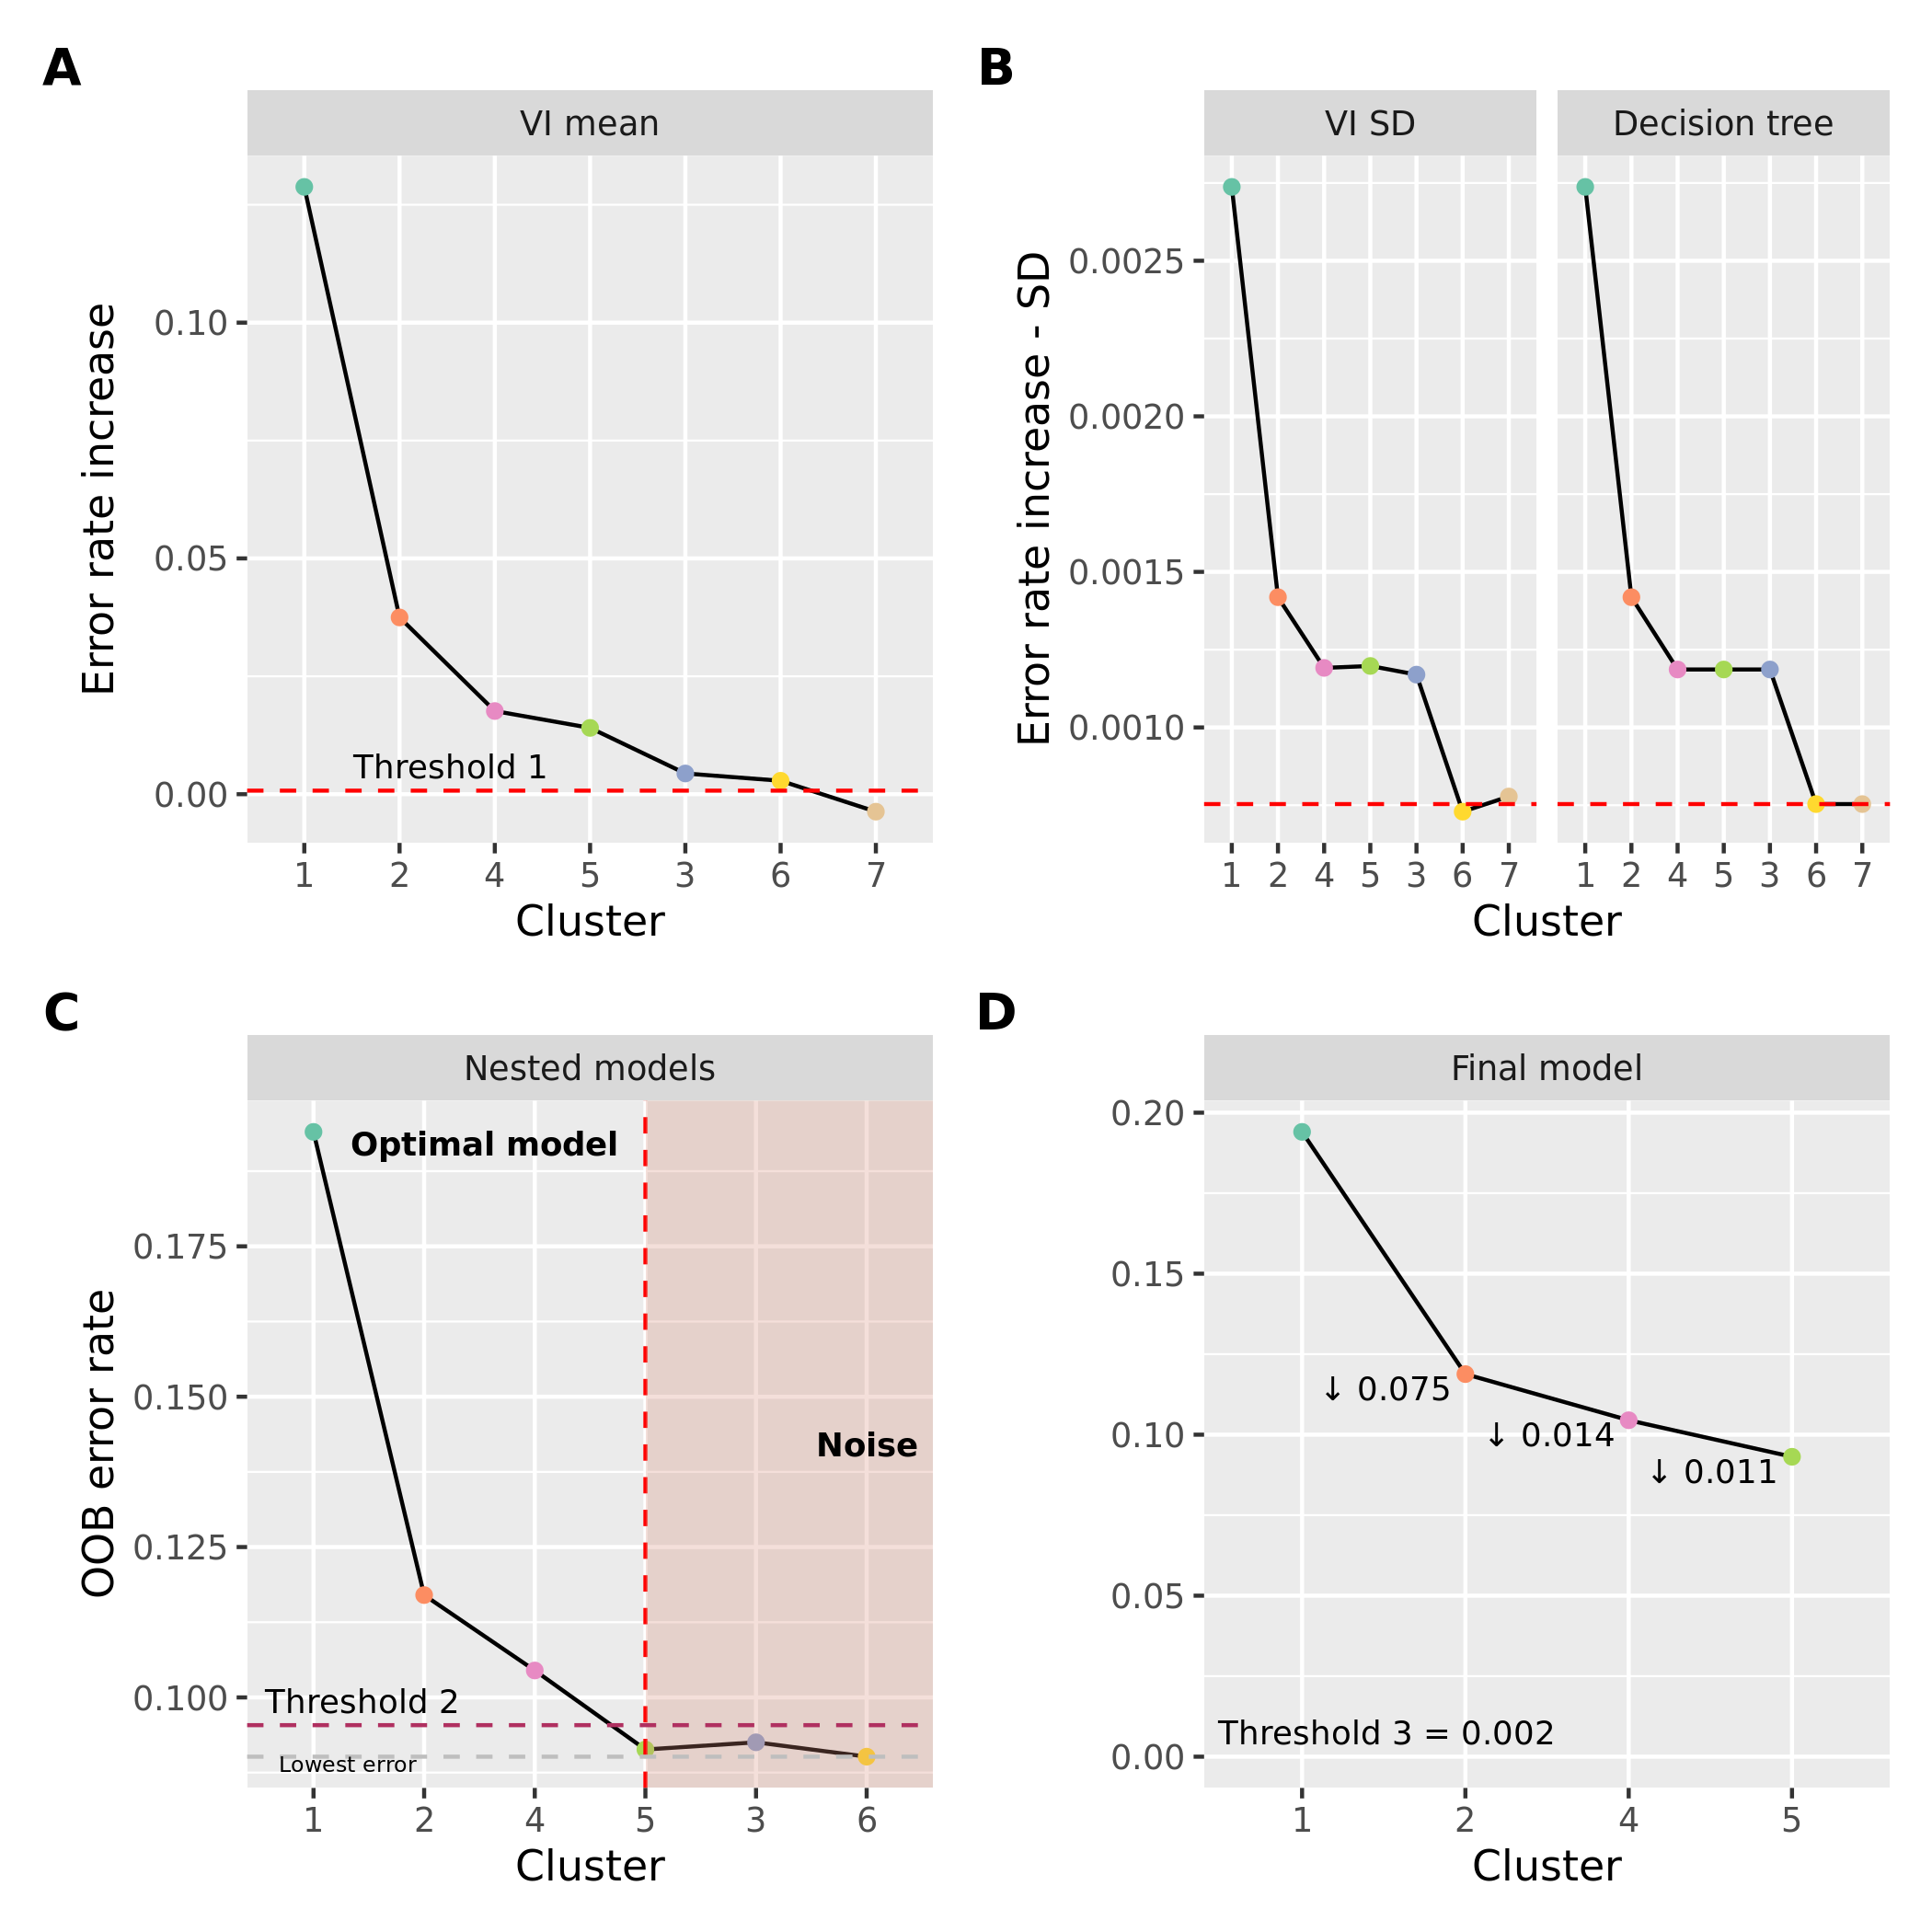 A
VI mean
Error rate increase
0.10
0.05
0.00
Threshold 1
1 2 4 5 3 6 7
Cluster
B
VI SD
Decision tree
Error rate increase - SD
0.0025
0.0020
0.0015
0.0010
1 2 4 5 3 6 7
1 2 4 5 3 6 7
Cluster
C
Nested models
OOB error rate
0.175
0.150
0.125
0.100
Optimal model
Noise
Threshold 2
Lowest error
1 2 4 5 3 6
Cluster
D
Final model
0.20
0.15
0.10
0.05
0.00
↓ 0.075
↓ 0.014
↓ 0.011
Threshold 3 = 0.002
1 2 4 5
Cluster